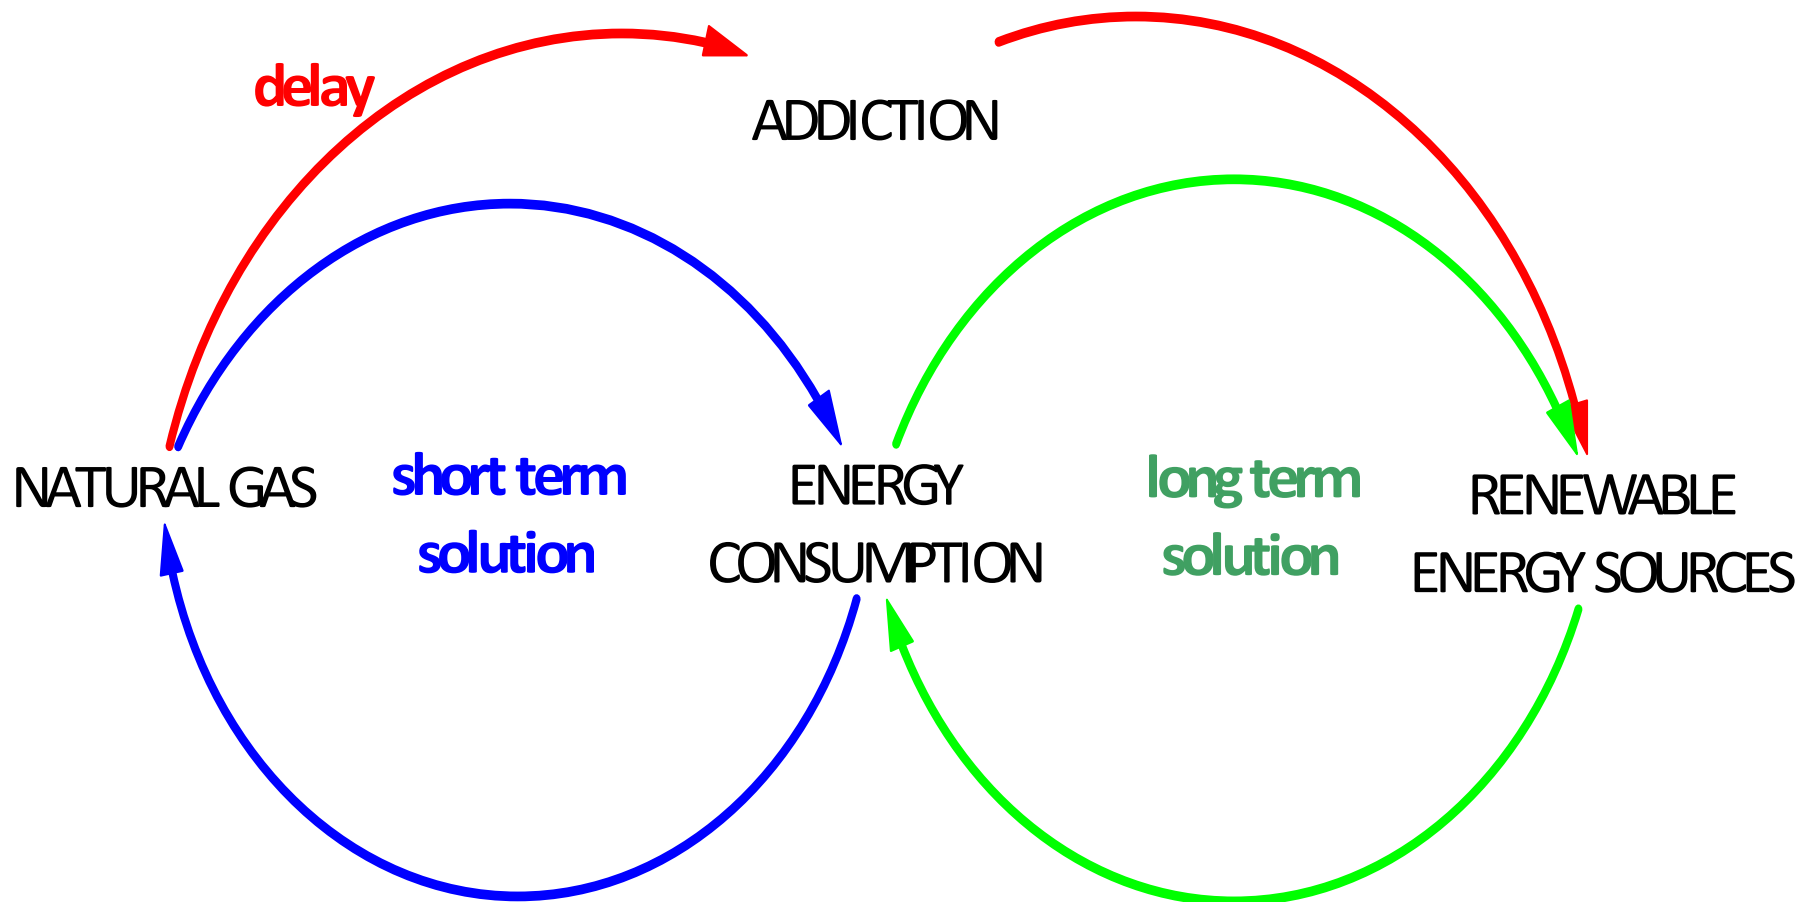 delay
ADDICTION
NATURAL GAS
short term
solution
ENERGY
CONSUMPTION
long term
solution
RENEWABLE
ENERGY SOURCES